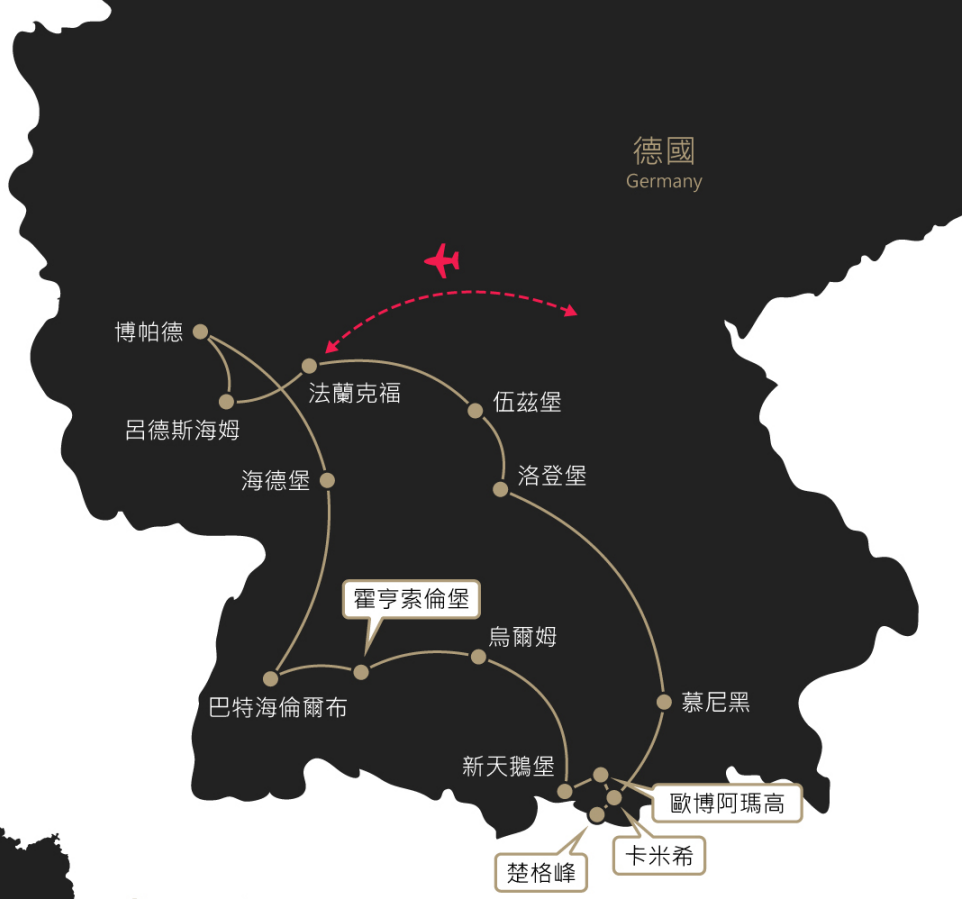 德國
Germany
博帕德
法蘭克福
伍茲堡
呂德斯海姆
海德堡
洛登堡
霍亨索倫堡
烏爾姆
巴特海倫爾布
慕尼黑
新天鵝堡
歐博阿瑪高
卡米希
楚格峰